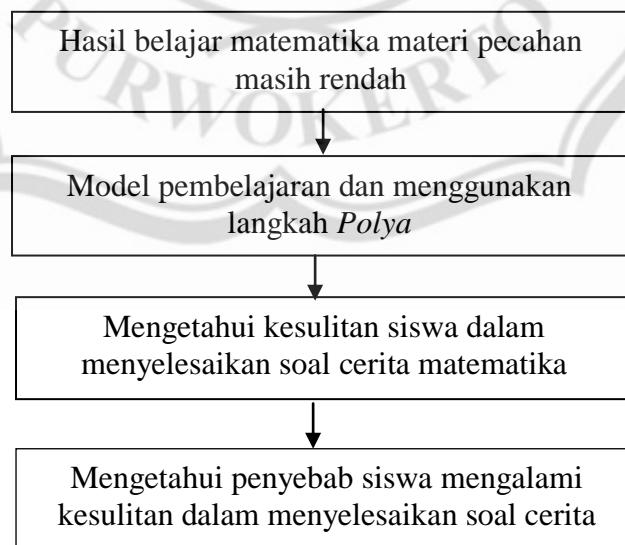 PURWOKERTO
Hasil belajar matematika materi pecahan
masih rendah
Model pembelajaran dan menggunakan
langkah Polya
Mengetahui kesulitan siswa dalam
menyelesaikan soal cerita matematika
Mengetahui penyebab siswa mengalami
kesulitan dalam menyelesaikan soal cerita